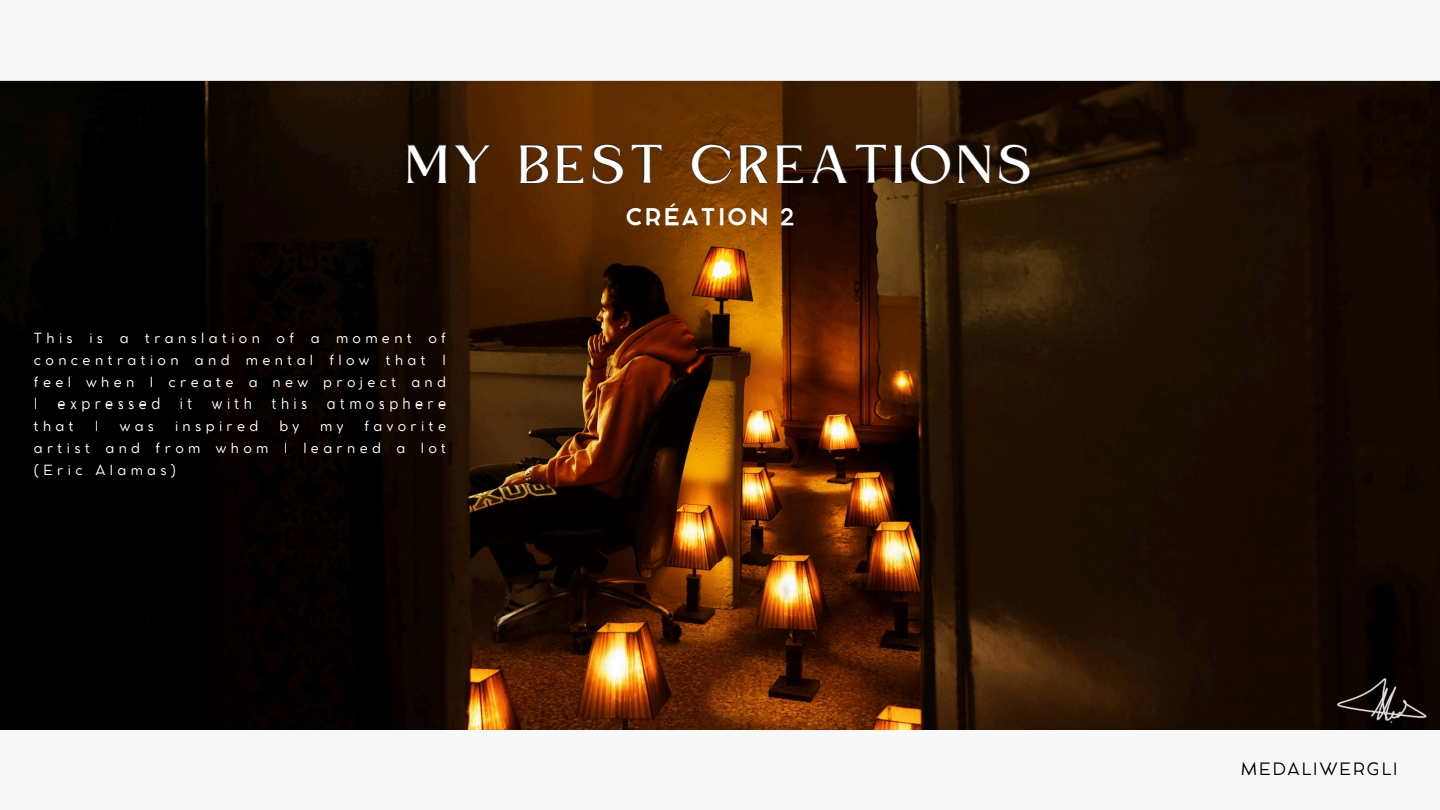 MY BEST CREATIONS
CRÉATION 2
This is a translation of a moment of
concentration and mental flow that I
feel when I create a new project and
I expressed it with this atmosphere
that I was inspired by my favorite
artist and from whom I learned a lot
(Eric Alamas)
MEDALIWERGLI